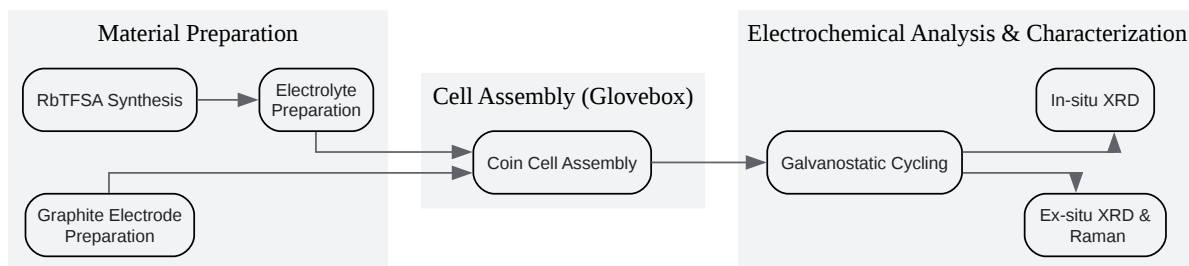 Material Preparation
RbTFSA Synthesis
Electrolyte
Preparation
Graphite Electrode
Preparation
Cell Assembly (Glovebox)
Coin Cell Assembly
Electrochemical Analysis & Characterization
Galvanostatic Cycling
In-situ XRD
Ex-situ XRD &
Raman